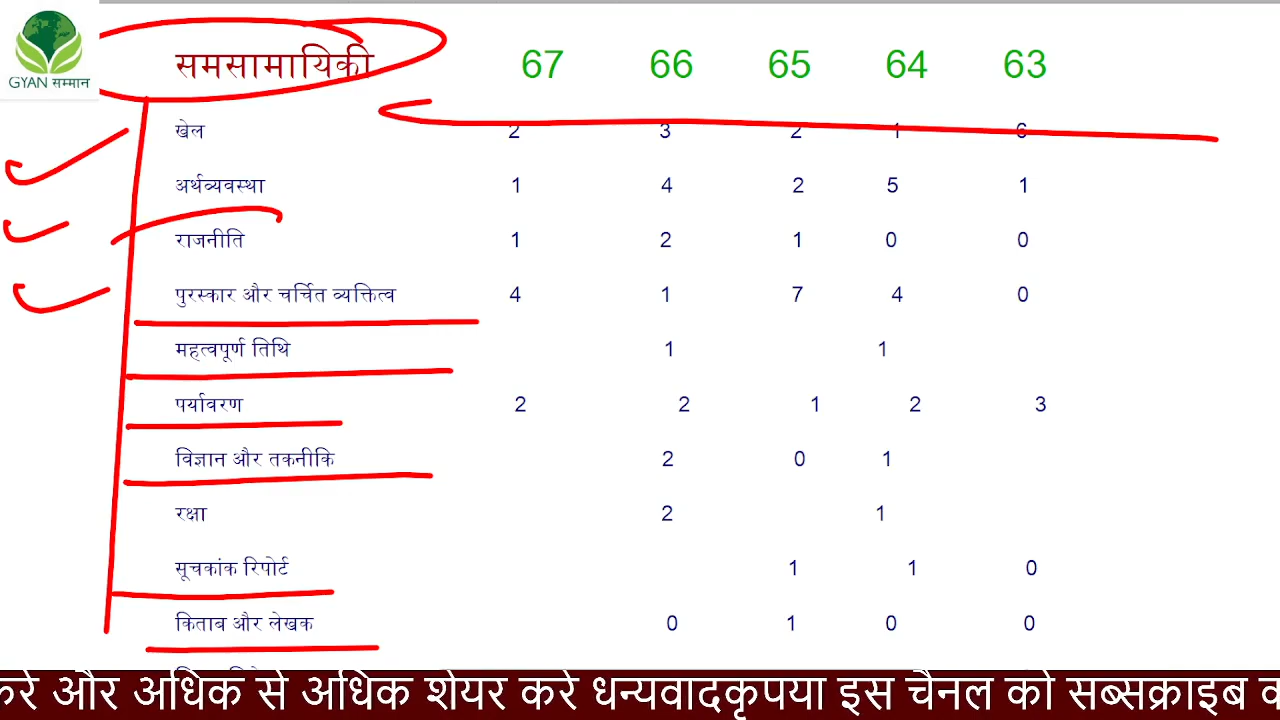 GYAN सम्मान
समसामायिकी 67 66 65 64 63
खेल 2 3 2 1 6
अर्थव्यवस्था 1 4 2 5 1
राजनीति 1 2 1 0 0
पुरस्कार और चर्चित व्यक्तित्व 4 1 7 4 0
महत्वपूर्ण तिथि 1 1
पर्यावरण 2 2 1 2 3
विज्ञान और तकनीकि 2 0 1
रक्षा 2 1
सूचकांक रिपोर्ट 1 1 0
किताब और लेखक 0 1 0 0
करे और अधिक से अधिक शेयर करे धन्यवादकृपया इस चैनल को सब्सक्राइब